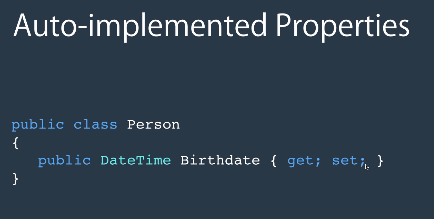 Auto-implemented Properties
public class Person
{
public DateTime Birthdate { get; set; }
}